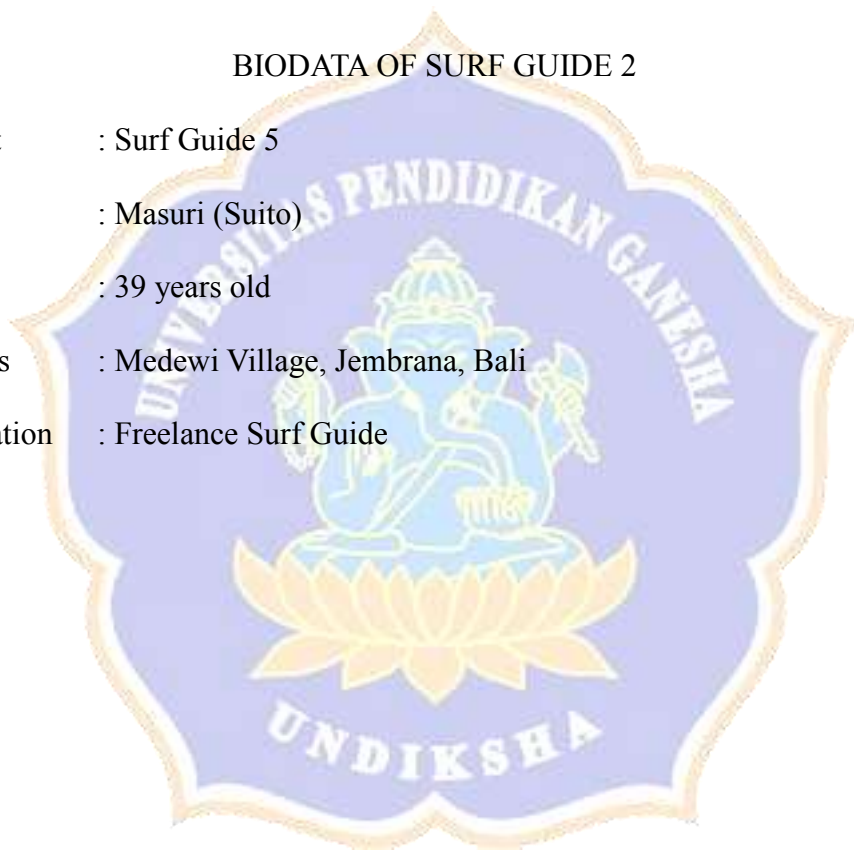 BIODATA OF SURF GUIDE 2
t : Surf Guide 5
: Masuri (Suito)
: 39 years old
s : Medewi Village, Jembrana, Bali
ation : Freelance Surf Guide
UNIVERSITAS PENDIDIKAN GANESHA
UNDIKSHA